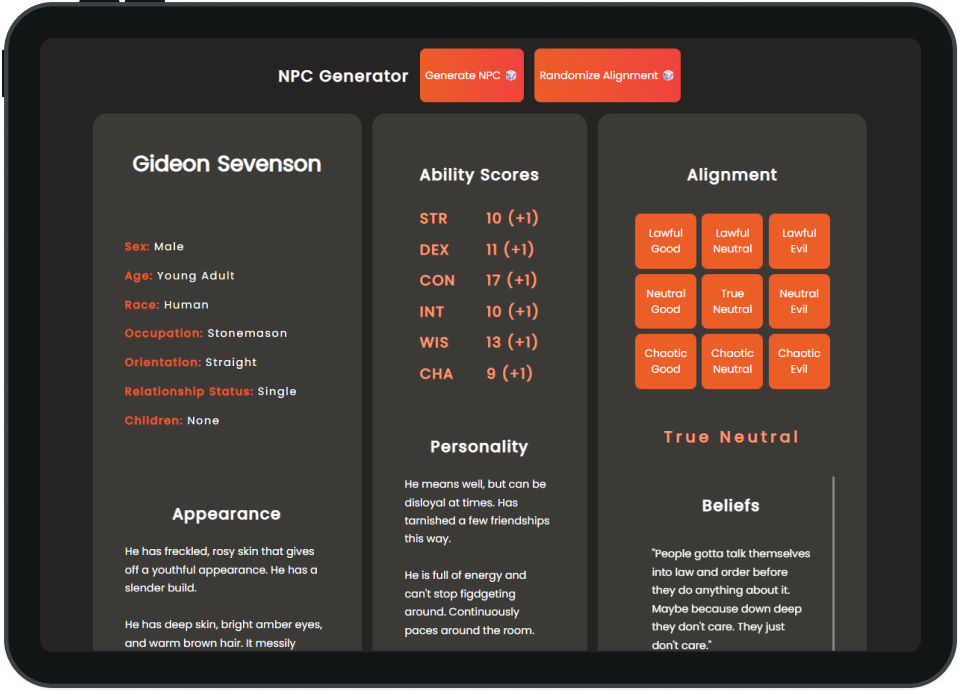 NPC Generator
Generate NPC 🎲
Randomize Alignment 🎲
Gideon Sevenson
Sex: Male
Age: Young Adult
Race: Human
Occupation: Stonemason
Orientation: Straight
Relationship Status: Single
Children: None
Appearance
He has freckled, rosy skin that gives
off a youthful appearance. He has a
slender build.
He has deep skin, bright amber eyes,
and warm brown hair. It messily
Ability Scores
STR 10 (+1)
DEX 11 (+1)
CON 17 (+1)
INT 10 (+1)
WIS 13 (+1)
CHA 9 (+1)
Personality
He means well, but can be
disloyal at times. Has
tarnished a few friendships
this way.
He is full of energy and
can't stop figdgeting
around. Continuously
paces around the room.
Alignment
Lawful
Good
Lawful
Neutral
Lawful
Evil
Neutral
Good
True
Neutral
Neutral
Evil
Chaotic
Good
Chaotic
Neutral
Chaotic
Evil
True Neutral
Beliefs
"People gotta talk themselves
into law and order before
they do anything about it.
Maybe because down deep
they don't care. They just
don't care."